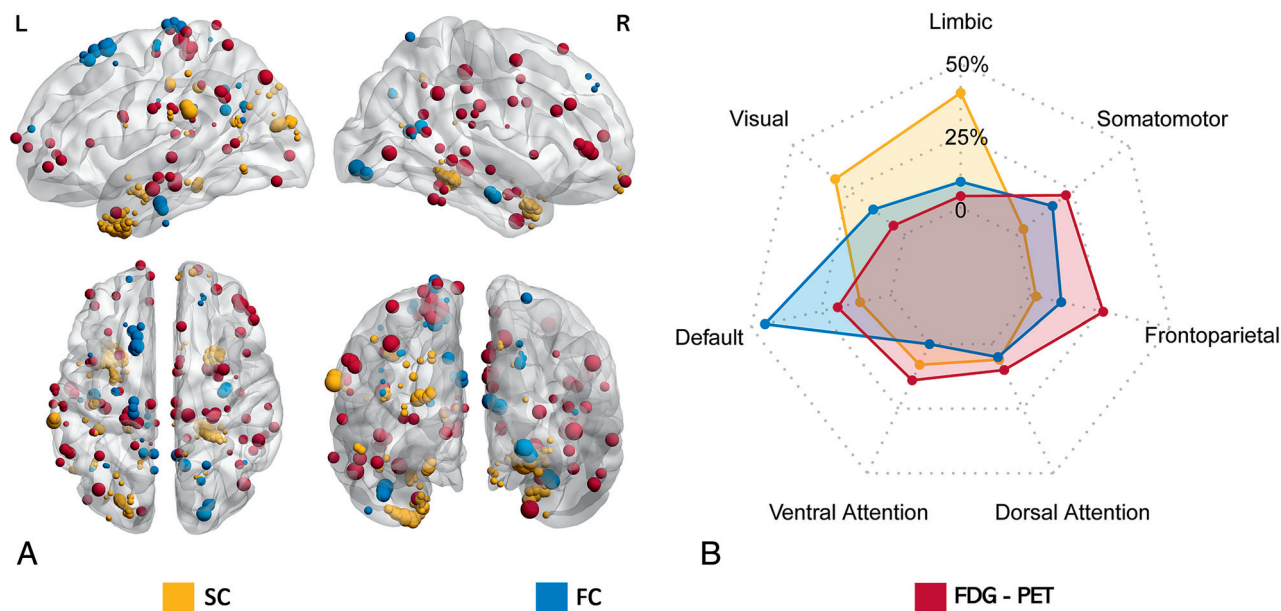 L
R
Limbic
50%
Visual
Somatomotor
25%
0
Default
Frontoparietal
Ventral Attention
Dorsal Attention
A
B
SC
FC
FDG - PET